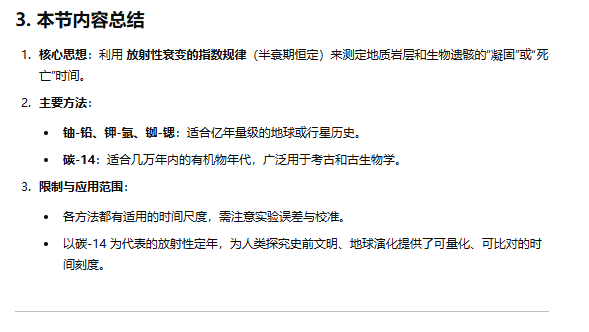 3. 本节内容总结
1. 核心思想：利用 放射性衰变的指数规律（半衰期恒定）来测定地质岩层和生物遗骸的“凝固”或“死
亡”时间。
2. 主要方法：
• 铀-铅、钾-氩、铷-锶：适合亿年量级的地球或行星历史。
• 碳-14：适合几万年内的有机物年代，广泛用于考古和古生物学。
3. 限制与应用范围：
• 各方法都有适用的时间尺度，需注意实验误差与校准。
• 以碳-14 为代表的放射性定年，为人类探究史前文明、地球演化提供了可量化、可比对的时
间刻度。